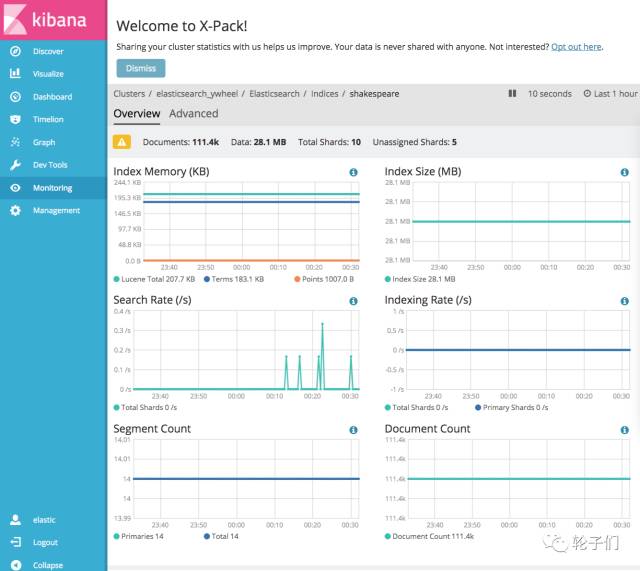 kibana
Discover
Visualize
Dashboard
Timelion
Graph
Dev Tools
Monitoring
Management
elastic
Logout
Collapse
Welcome to X-Pack!
Sharing your cluster statistics with us helps us improve. Your data is never shared with anyone. Not interested? Opt out here.
Dismiss
Clusters / elasticsearch_ywheel / Elasticsearch / Indices / shakespeare
10 seconds Last 1 hour
Overview Advanced
Documents: 111.4k Data: 28.1 MB Total Shards: 10 Unassigned Shards: 5
Index Memory (KB)
244.1 KB
195.3 KB
146.5 KB
97.7 KB
48.8 KB
0.0 B
23:40 23:50 00:00 00:10 00:20 00:30
Lucene Total 207.7 KB Terms 183.1 KB Points 1007.0 B
Index Size (MB)
28.1 MB
28.1 MB
28.1 MB
28.1 MB
28.1 MB
23:40 23:50 00:00 00:10 00:20 00:30
Index Size 28.1 MB
Search Rate (/s)
0.4 /s
0.3 /s
0.2 /s
0.1 /s
0 /s
23:40 23:50 00:00 00:10 00:20 00:30
Total Shards 0 /s
Indexing Rate (/s)
1 /s
0.5 /s
0 /s
-0.5 /s
-1 /s
23:40 23:50 00:00 00:10 00:20 00:30
Total Shards 0 /s Primary Shards 0 /s
Segment Count
14.01
14.01
14
14
13.99
23:40 23:50 00:00 00:10 00:20 00:30
Primaries 14 Total 14
Document Count
111.4k
111.4k
111.4k
111.4k
111.4k
23:40 23:50 00:00 00:10 00:20 00:30
Document Count 111.4k
轮子们